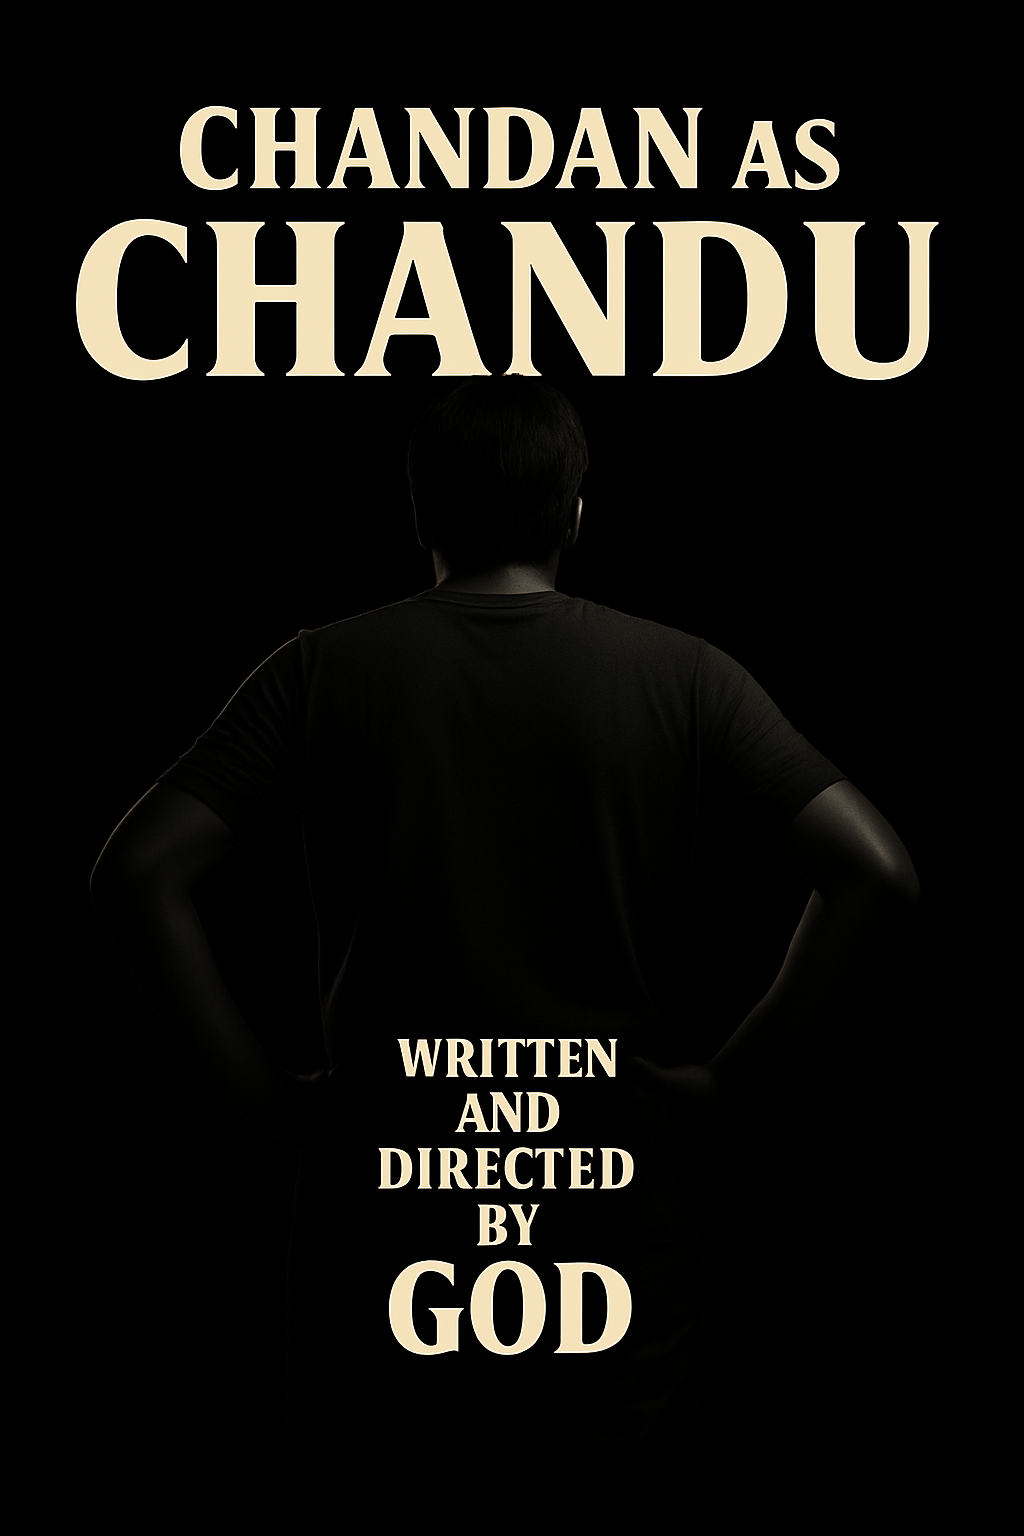 CHANDAN AS
CHANDU
WRITTEN
AND
DIRECTED
BY
GOD